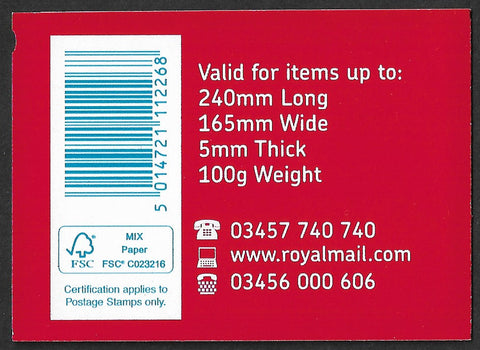 5 014721 112268
MIX
Paper
FSC
FSC® C023216
Certification applies to
Postage Stamps only.
Valid for items up to:
240mm Long
165mm Wide
5mm Thick
100g Weight
03457 740 740
www.royalmail.com
03456 000 606